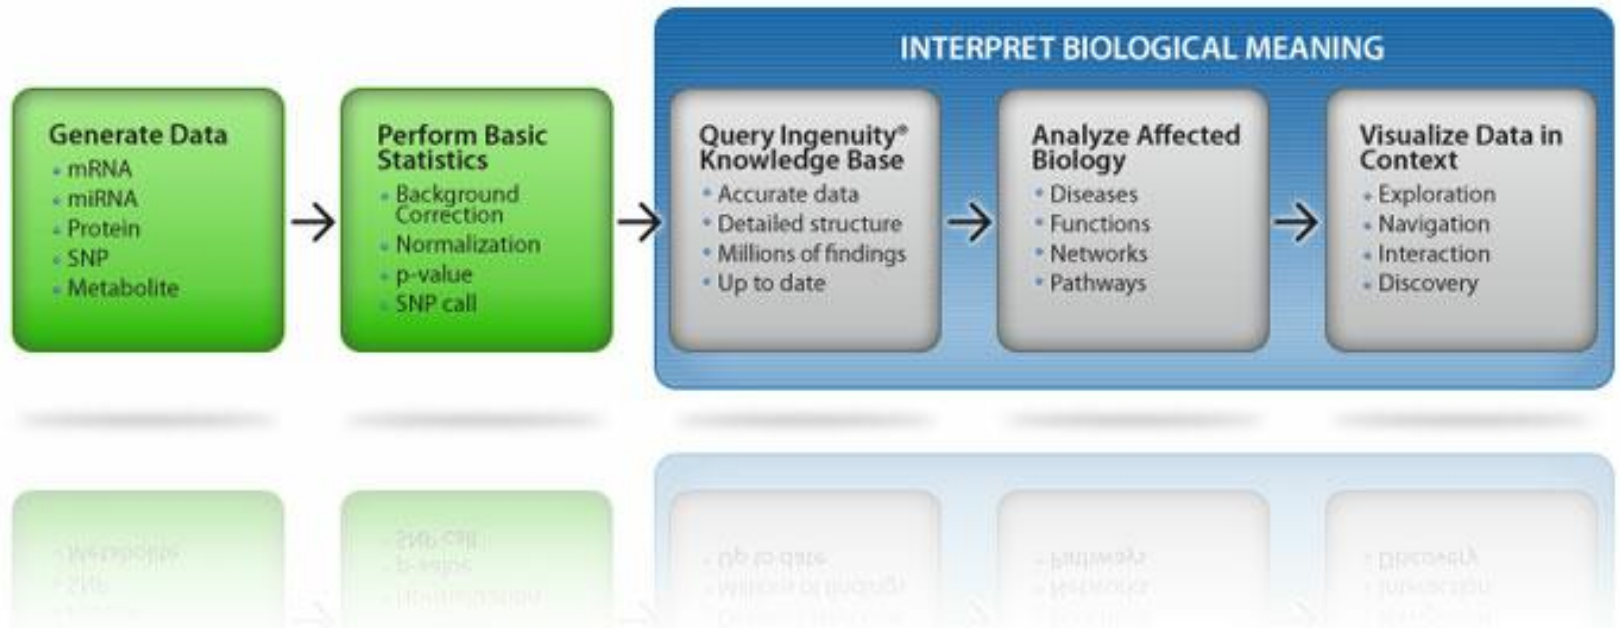 INTERPRET BIOLOGICAL MEANING
Generate Data
• mRNA
• miRNA
• Protein
• SNP
• Metabolite
Perform Basic
Statistics
• Background
Correction
• Normalization
• p-value
• SNP call
Query Ingenuity®
Knowledge Base
• Accurate data
• Detailed structure
• Millions of findings
• Up to date
Analyze Affected
Biology
• Diseases
• Functions
• Networks
• Pathways
Visualize Data in
Context
• Exploration
• Navigation
• Interaction
• Discovery